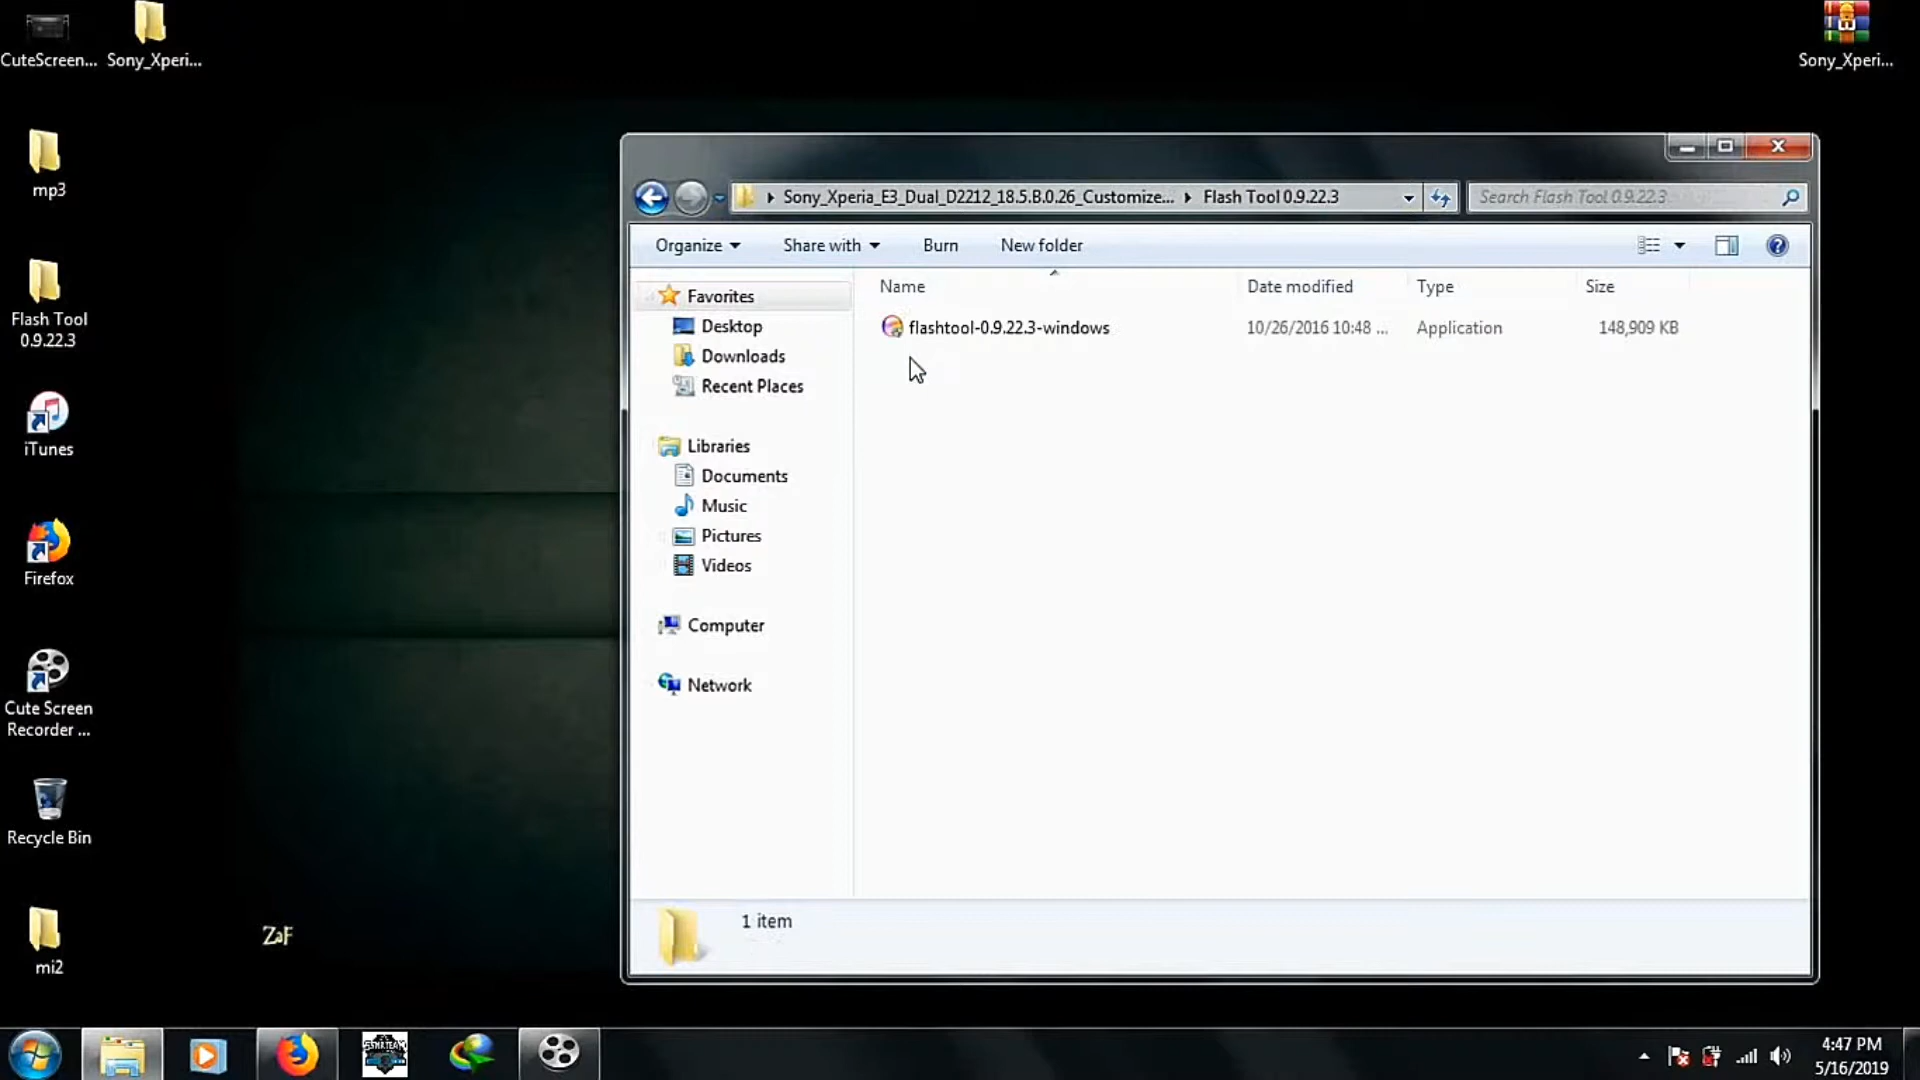 CuteScreen...
Sony_Xperi...
Sony_Xperi...
mp3
Flash Tool
0.9.22.3
iTunes
Firefox
Cute Screen
Recorder ...
Recycle Bin
mi2
ZaF
Sony_Xperia_E3_Dual_D2212_18.5.B.0.26_Customize...
Flash Tool 0.9.22.3
Search Flash Tool 0.9.22.3
Organize
Share with
Burn
New folder
Favorites
Desktop
Downloads
Recent Places
Libraries
Documents
Music
Pictures
Videos
Computer
Network
Name
Date modified
Type
Size
flashtool-0.9.22.3-windows
10/26/2016 10:48 ...
Application
148,909 KB
1 item
4:47 PM
5/16/2019